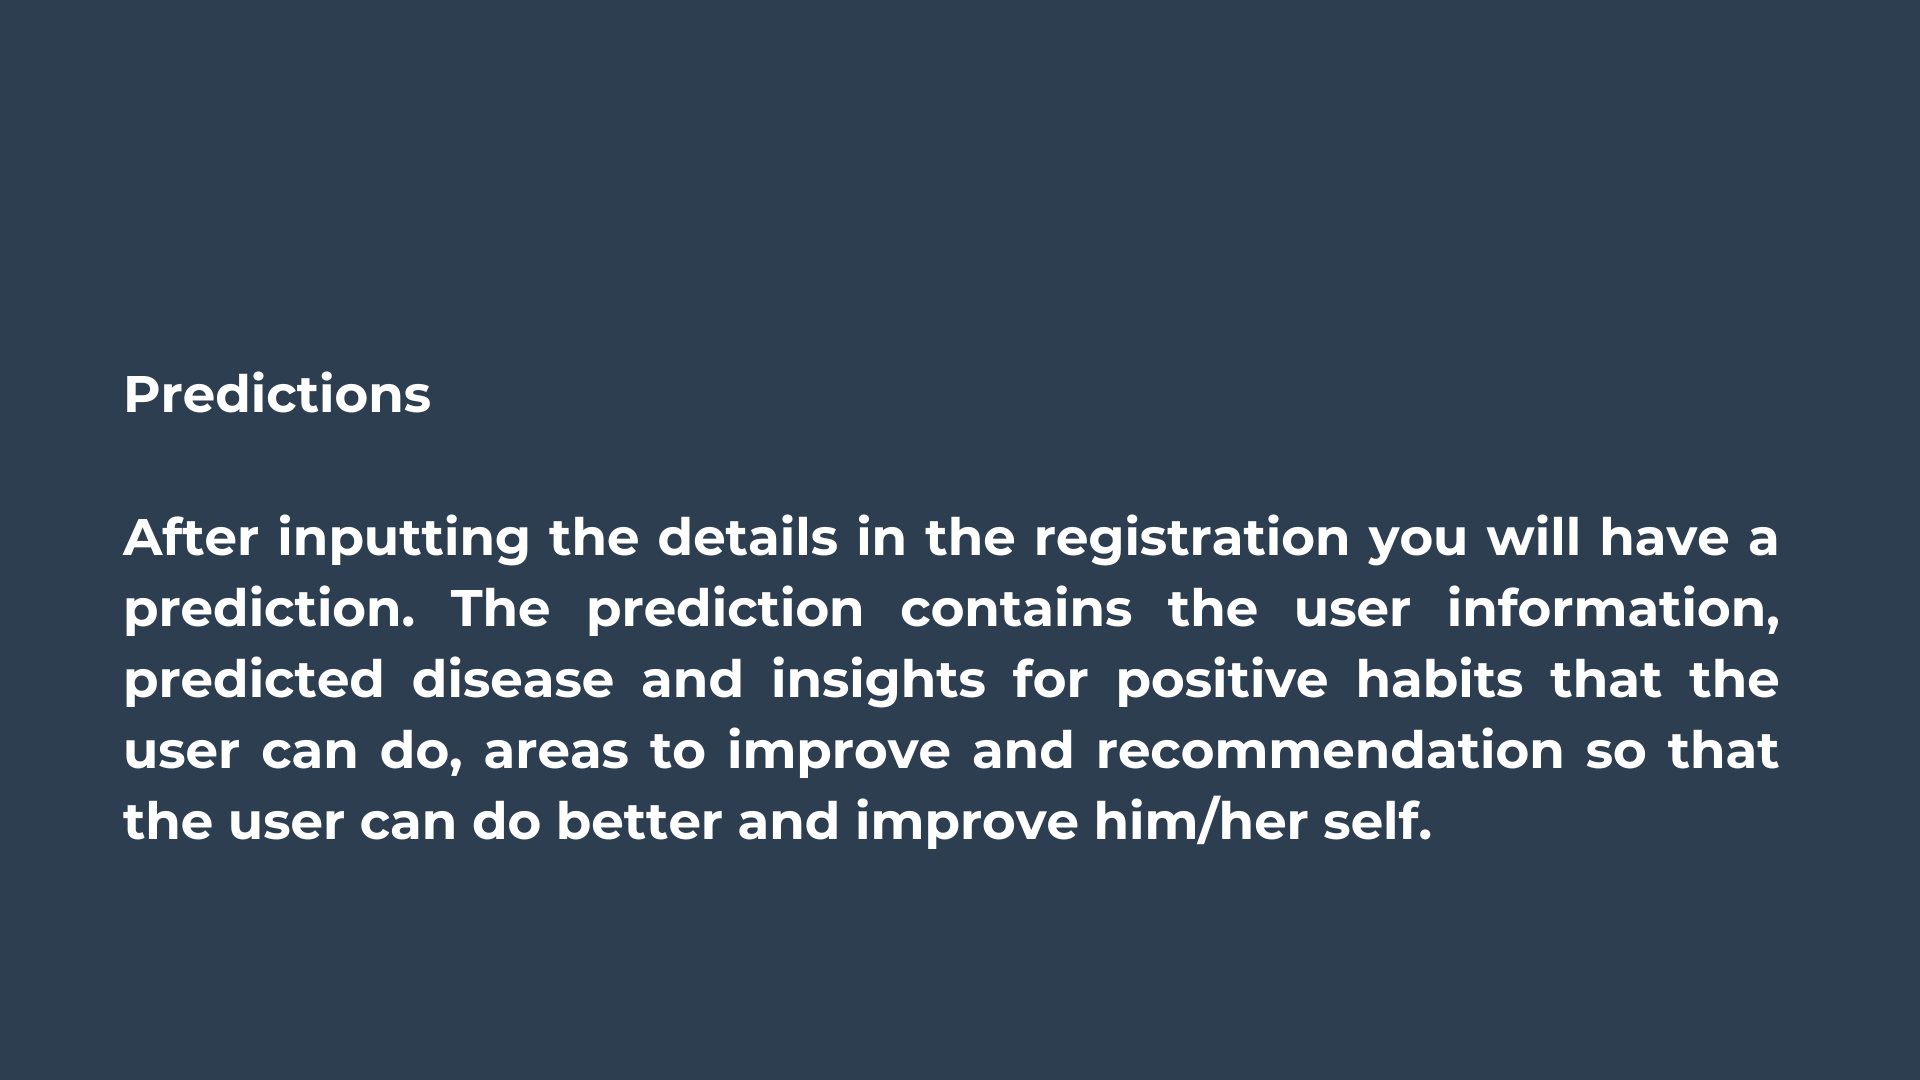 Predictions
After inputting the details in the registration you will have a
prediction. The prediction contains the user information,
predicted disease and insights for positive habits that the
user can do, areas to improve and recommendation so that
the user can do better and improve him/her self.